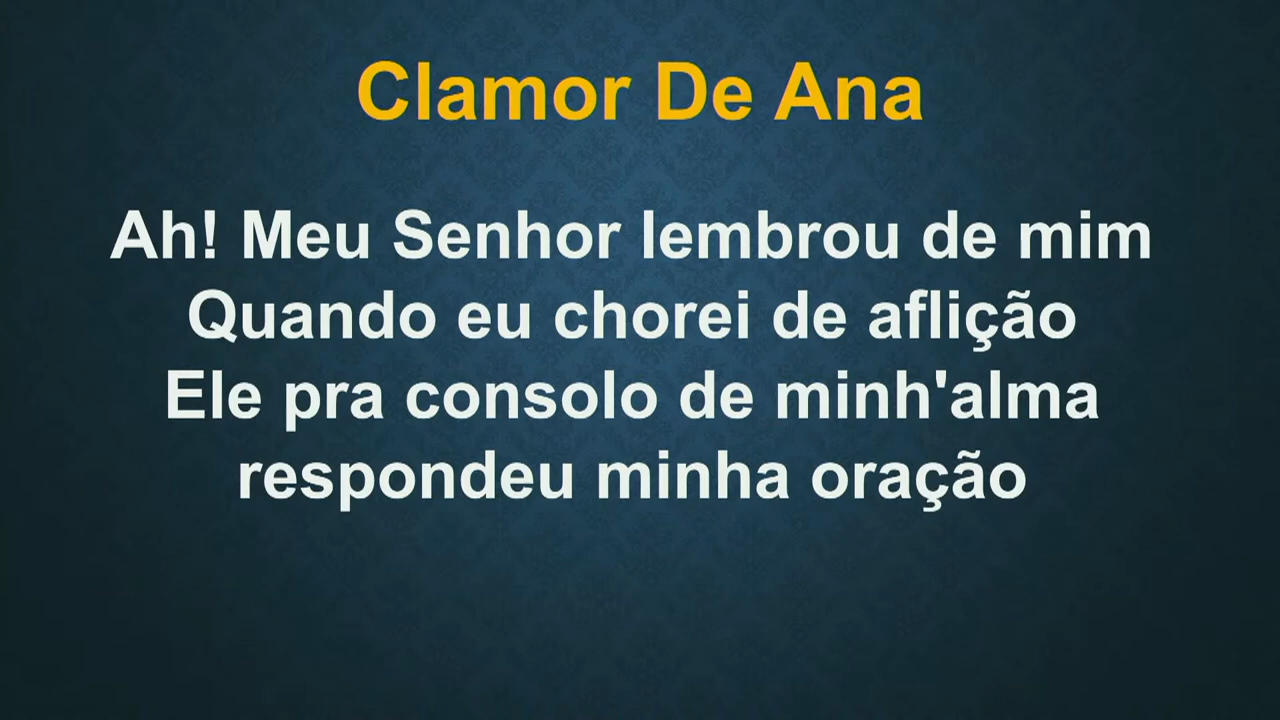 Clamor De Ana
Ah! Meu Senhor lembrou de mim
Quando eu chorei de aflição
Ele pra consolo de minh'alma
respondeu minha oração